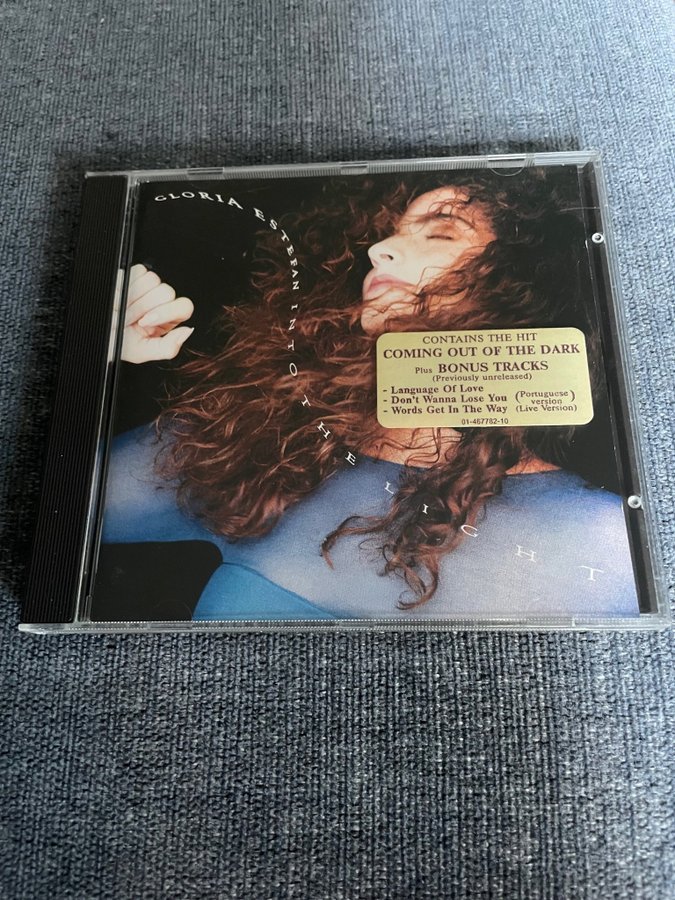 GLORIA ESTEFAN INTO THE LIGHT
CONTAINS THE HIT
COMING OUT OF THE DARK
Plus BONUS TRACKS
(Previously unreleased)
- Language Of Love
- Don't Wanna Lose You (Portuguese version)
- Words Get In The Way (Live Version)
01-467782-10